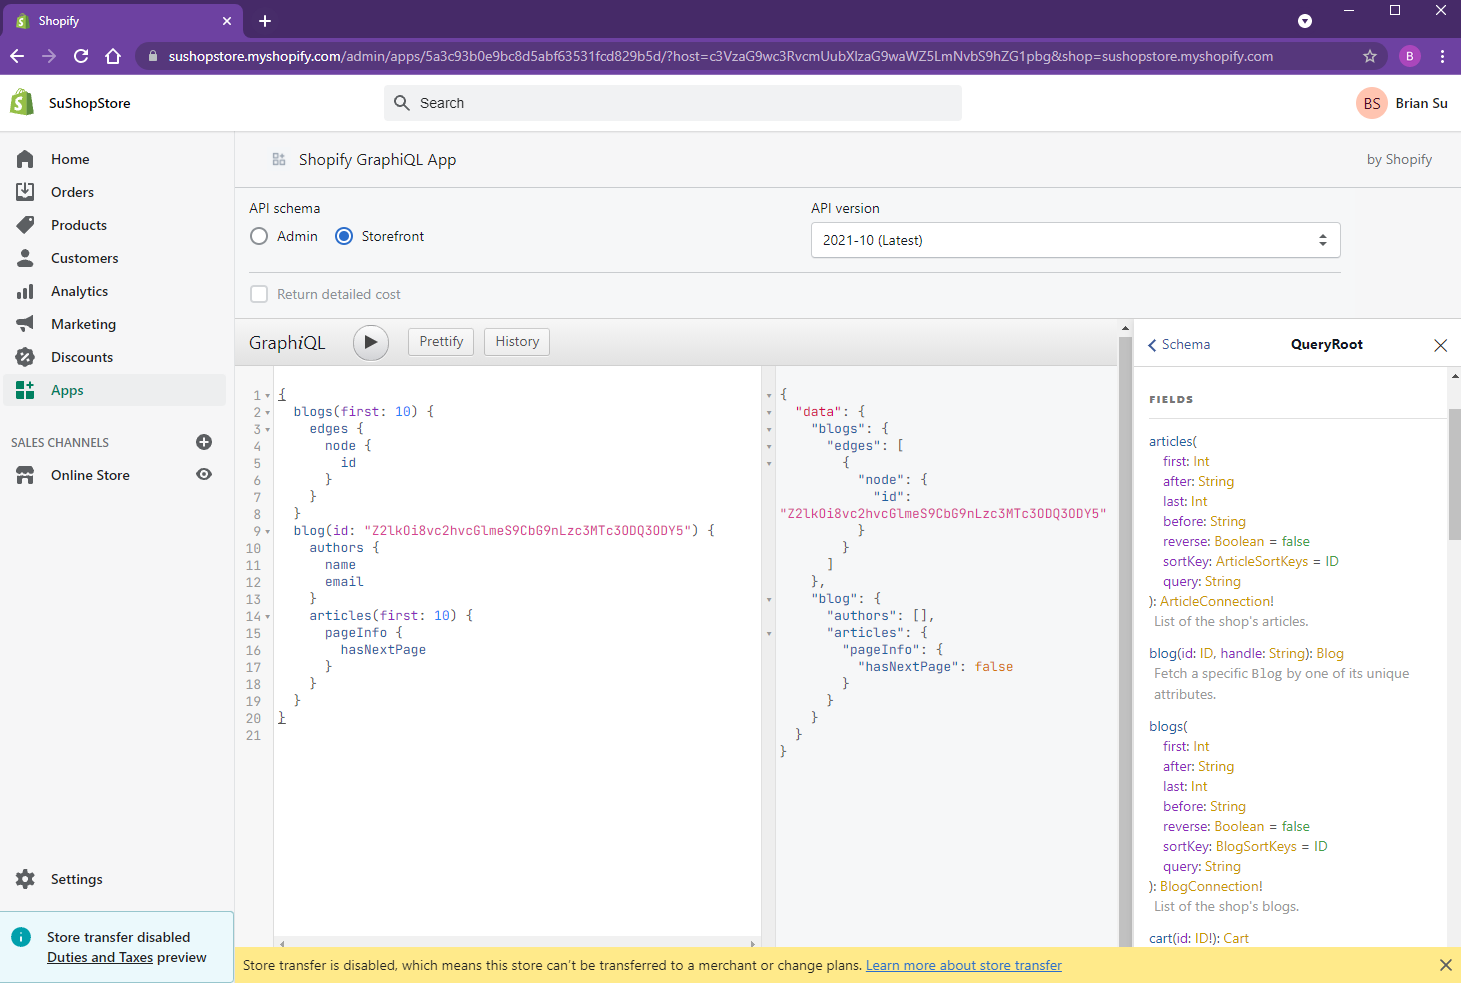 Shopify
sushopstore.myshopify.com/admin/apps/5a3c93b0e9bc8d5abf63531fcd829b5d/?host=c3VzaG9wc3RvcmUubXlzaG9waWZ5LmNvbS9hZG1pbg&shop=sushopstore.myshopify.com
B
SuShopStore
Search
BS
Brian Su
Home
Orders
Products
Customers
Analytics
Marketing
Discounts
Apps
SALES CHANNELS
Online Store
Settings
Store transfer disabled
Duties and Taxes preview
Shopify GraphiQL App
by Shopify
API schema
Admin
Storefront
API version
2021-10 (Latest)
Return detailed cost
GraphiQL
Prettify
History
1 {
2 blogs(first: 10) {
3 edges {
4 node {
5 id
6 }
7 }
8 }
9 blog(id: "Z2lkOi8vc2hvcGlmeS9CbG9nLzc3MTc3ODQ3ODY5") {
10 authors {
11 name
12 email
13 }
14 articles(first: 10) {
15 pageInfo {
16 hasNextPage
17 }
18 }
19 }
20 }
21
{
"data": {
"blogs": {
"edges": [
{
"node": {
"id":
"Z2lkOi8vc2hvcGlmeS9CbG9nLzc3MTc3ODQ3ODY5"
}
}
]
},
"blog": {
"authors": [],
"articles": {
"pageInfo": {
"hasNextPage": false
}
}
}
}
}
Schema
QueryRoot
FIELDS
articles(
first: Int
after: String
last: Int
before: String
reverse: Boolean = false
sortKey: ArticleSortKeys = ID
query: String
): ArticleConnection!
List of the shop's articles.
blog(id: ID, handle: String): Blog
Fetch a specific Blog by one of its unique
attributes.
blogs(
first: Int
after: String
last: Int
before: String
reverse: Boolean = false
sortKey: BlogSortKeys = ID
query: String
): BlogConnection!
List of the shop's blogs.
cart(id: ID!): Cart
Store transfer is disabled, which means this store can't be transferred to a merchant or change plans. Learn more about store transfer